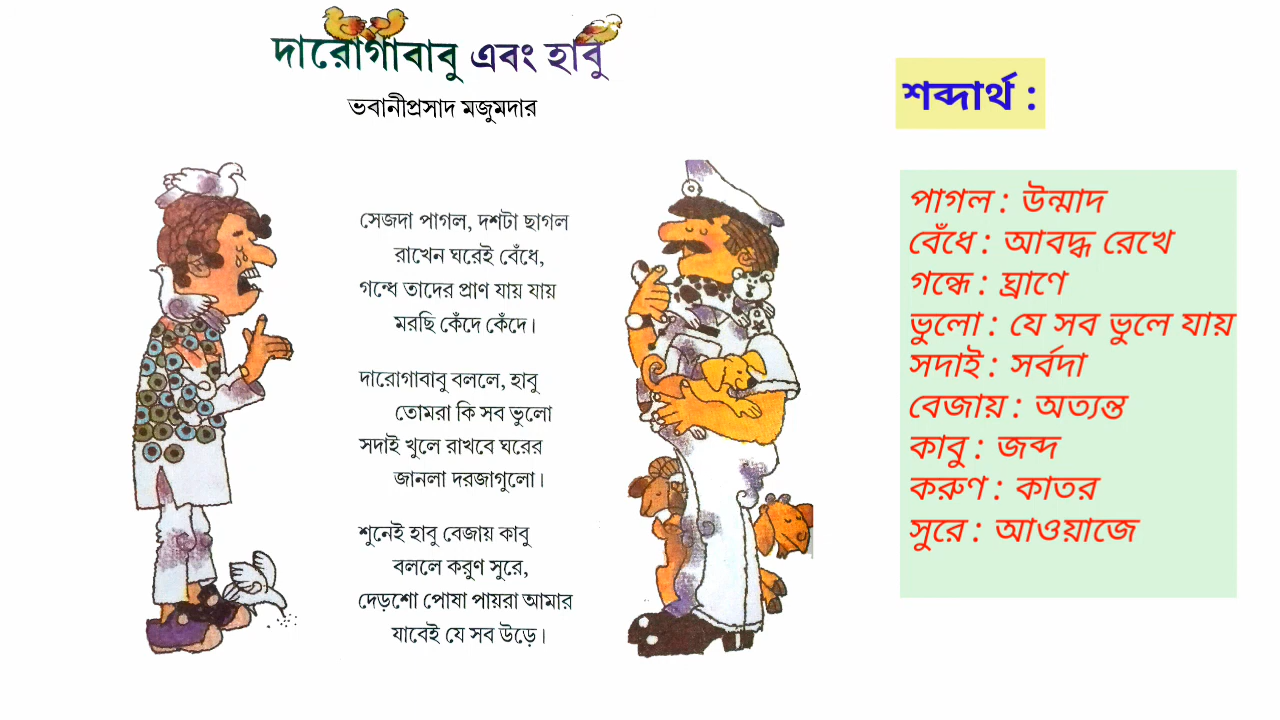 দারোগাবাবু এবং হাবু
ভবানীপ্রসাদ মজুমদার
সেজদা পাগল, দশটা ছাগল
রাখেন ঘরেই বেঁধে,
গন্ধে তাদের প্রাণ যায় যায়
মরছি কেঁদে কেঁদে।
দারোগাবাবু বললে, হাবু
তোমরা কি সব ভুলো
সদাই খুলে রাখবে ঘরের
জানলা দরজাগুলো।
শুনেই হাবু বেজায় কাবু
বললে করুণ সুরে,
দেড়শো পোষা পায়রা আমার
যাবেই যে সব উড়ে।
শব্দার্থ :
পাগল : উন্মাদ
বেঁধে : আবদ্ধ রেখে
গন্ধে : ঘ্রাণে
ভুলো : যে সব ভুলে যায়
সদাই : সর্বদা
বেজায় : অত্যন্ত
কাবু : জব্দ
করুণ : কাতর
সুরে : আওয়াজে